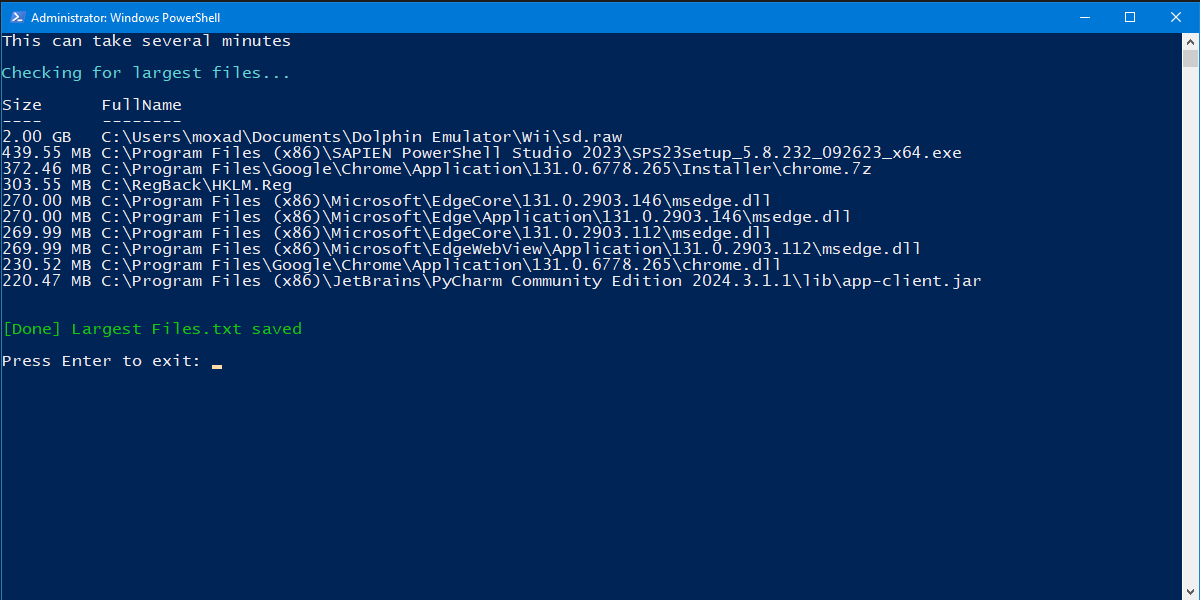 Administrator: Windows PowerShell
This can take several minutes
Checking for largest files...
Size      FullName
----      --------
2.00 GB   C:\Users\moxad\Documents\Dolphin Emulator\Wii\sd.raw
439.55 MB C:\Program Files (x86)\SAPIEN PowerShell Studio 2023\SPS23Setup_5.8.232_092623_x64.exe
372.46 MB C:\Program Files\Google\Chrome\Application\131.0.6778.265\Installer\chrome.7z
303.55 MB C:\RegBack\HKLM.Reg
270.00 MB C:\Program Files (x86)\Microsoft\EdgeCore\131.0.2903.146\msedge.dll
270.00 MB C:\Program Files (x86)\Microsoft\Edge\Application\131.0.2903.146\msedge.dll
269.99 MB C:\Program Files (x86)\Microsoft\EdgeCore\131.0.2903.112\msedge.dll
269.99 MB C:\Program Files (x86)\Microsoft\EdgeWebView\Application\131.0.2903.112\msedge.dll
230.52 MB C:\Program Files\Google\Chrome\Application\131.0.6778.265\chrome.dll
220.47 MB C:\Program Files (x86)\JetBrains\PyCharm Community Edition 2024.3.1.1\lib\app-client.jar
[Done] Largest Files.txt saved
Press Enter to exit: